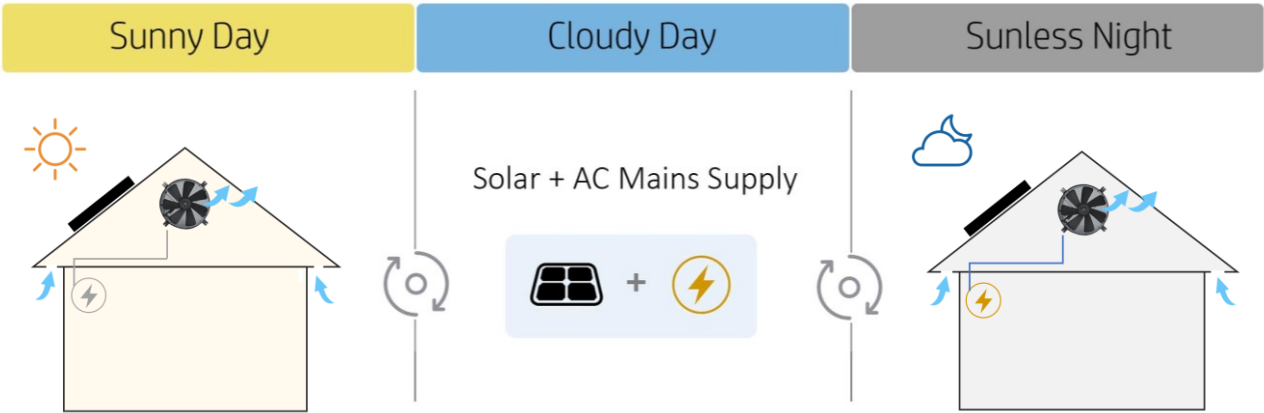 Sunny Day
Cloudy Day
Sunless Night
Solar + AC Mains Supply
+